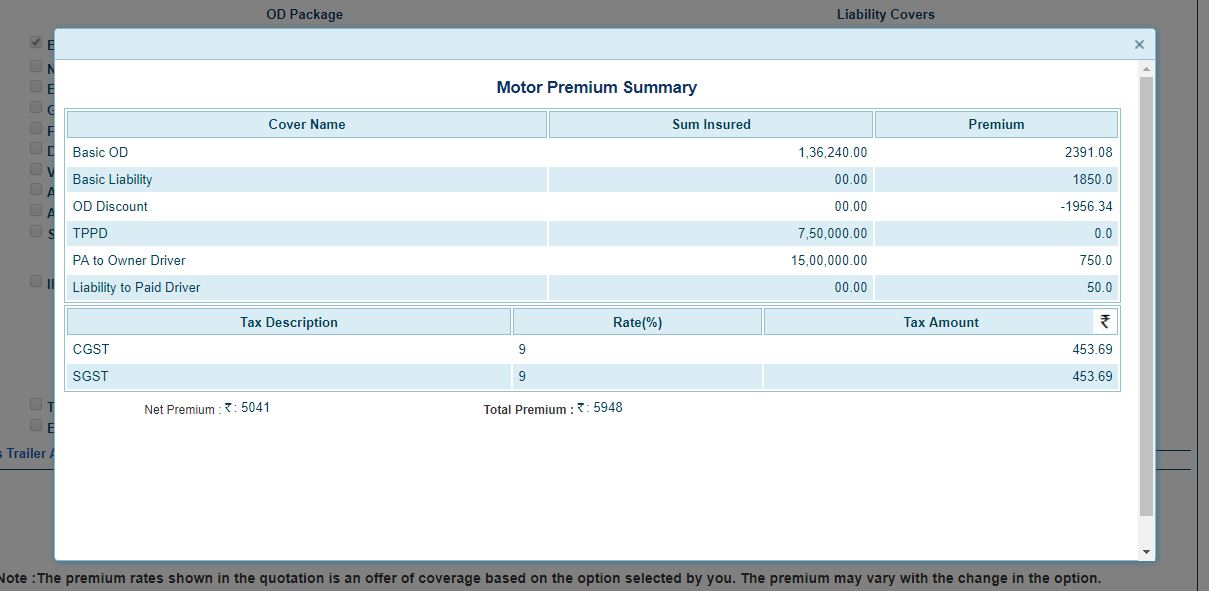 OD Package Liability Covers
Motor Premium Summary
Cover Name Sum Insured Premium
Basic OD 1,36,240.00 2391.08
Basic Liability 00.00 1850.0
OD Discount 00.00 -1956.34
TPPD 7,50,000.00 0.0
PA to Owner Driver 15,00,000.00 750.0
Liability to Paid Driver 00.00 50.0
Tax Description Rate(%) Tax Amount ₹
CGST 9 453.69
SGST 9 453.69
Net Premium : ₹ : 5041 Total Premium : ₹ : 5948
s Trailer
Note :The premium rates shown in the quotation is an offer of coverage based on the option selected by you. The premium may vary with the change in the option.